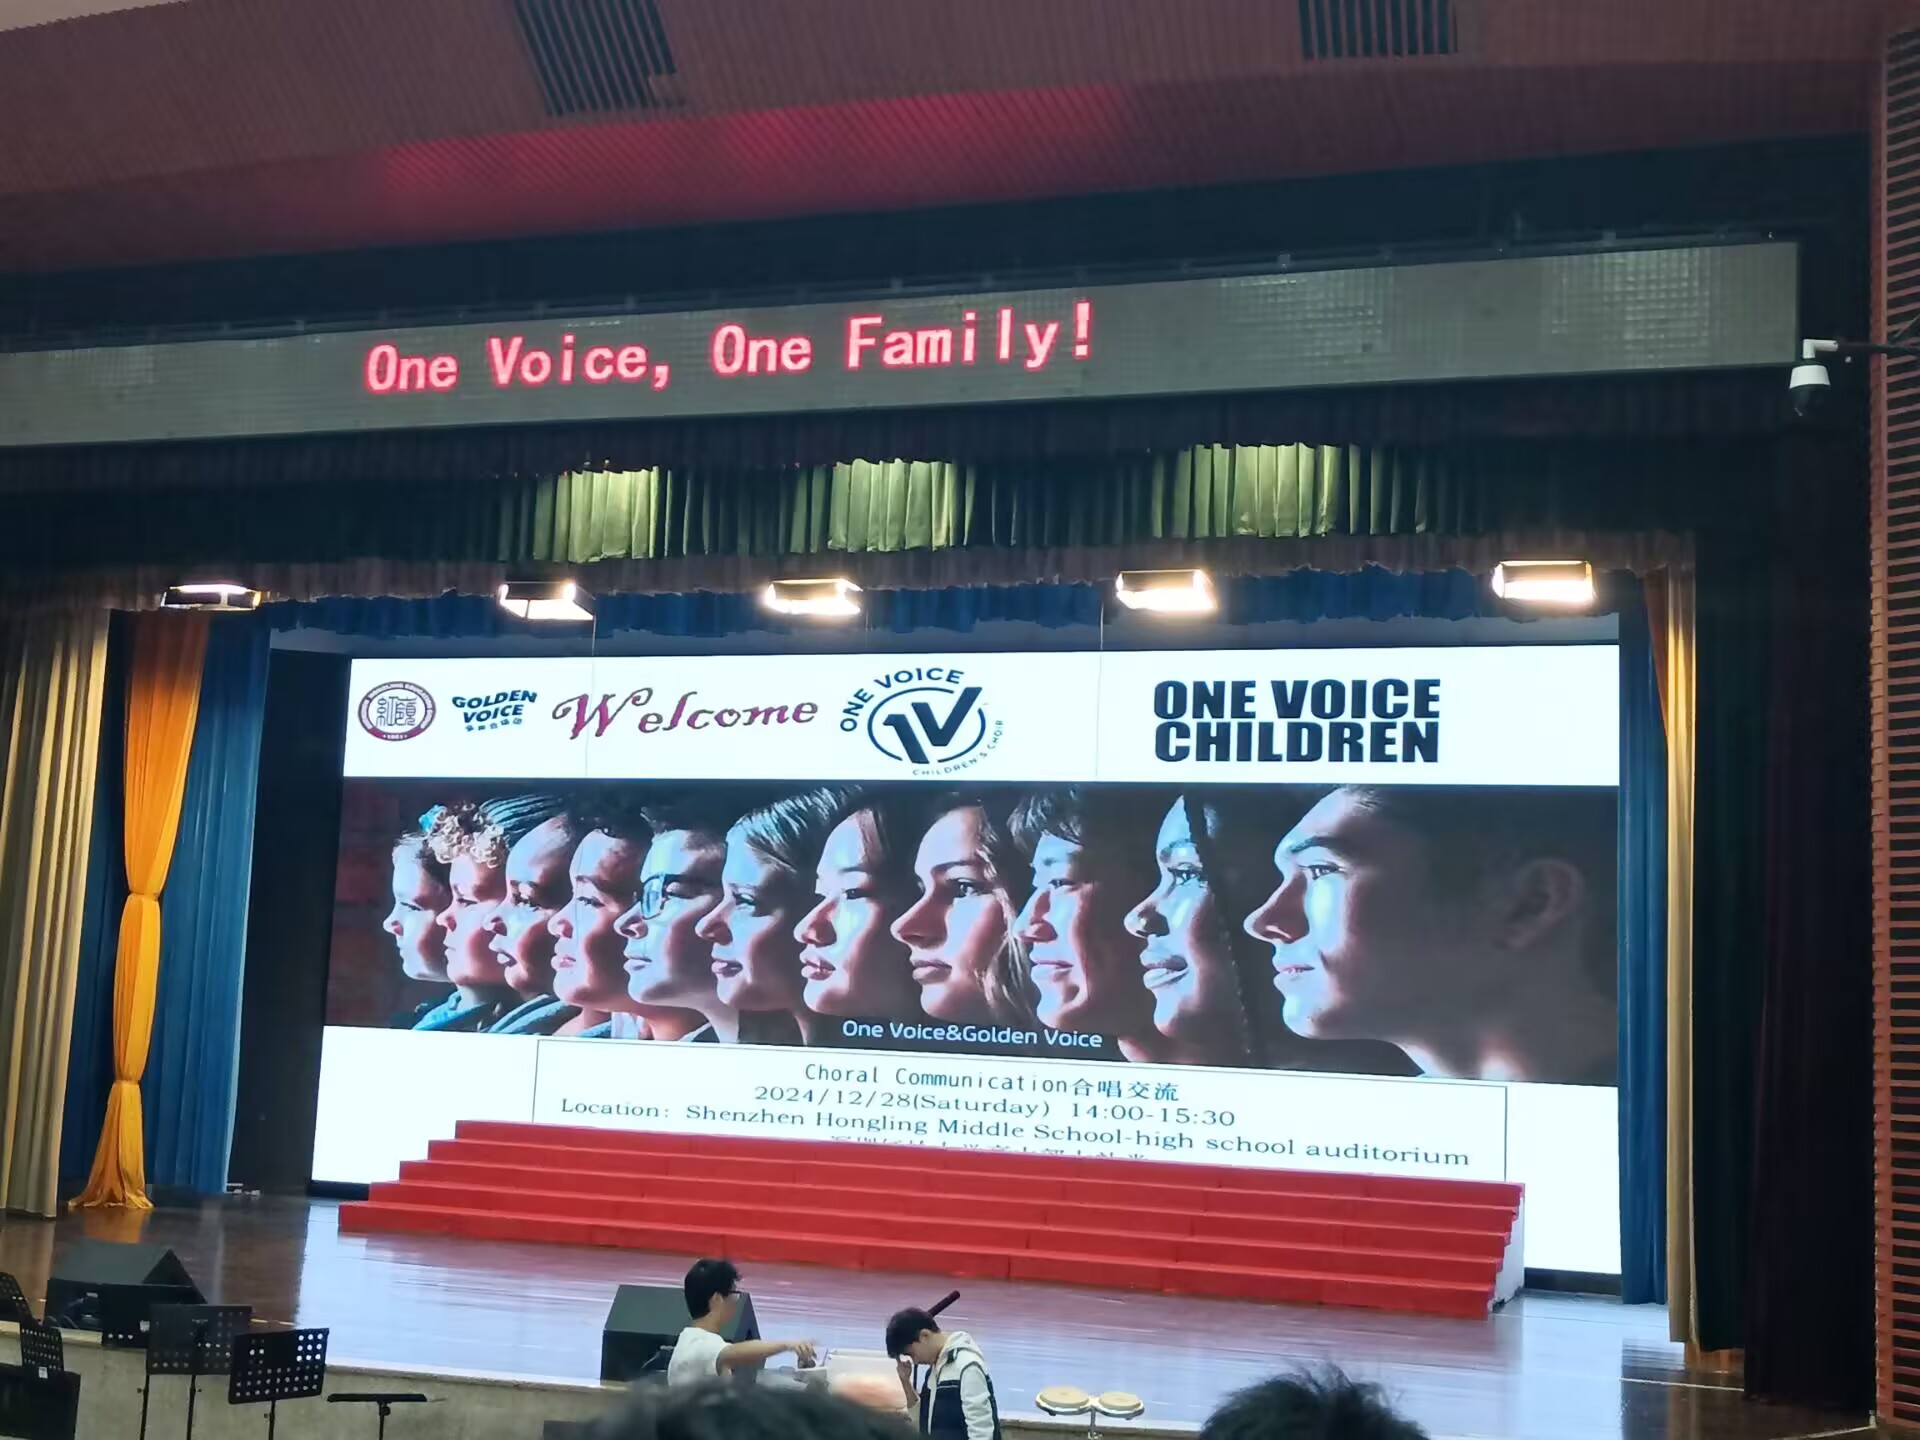 One Voice, One Family!
GOLDEN
VOICE
Welcome
ONE VOICE
1V
CHILDREN'S CHOIR
ONE VOICE
CHILDREN
One Voice&Golden Voice
Choral Communication合唱交流
2024/12/28(Saturday) 14:00-15:30
Location: Shenzhen Hongling Middle School-high school auditorium